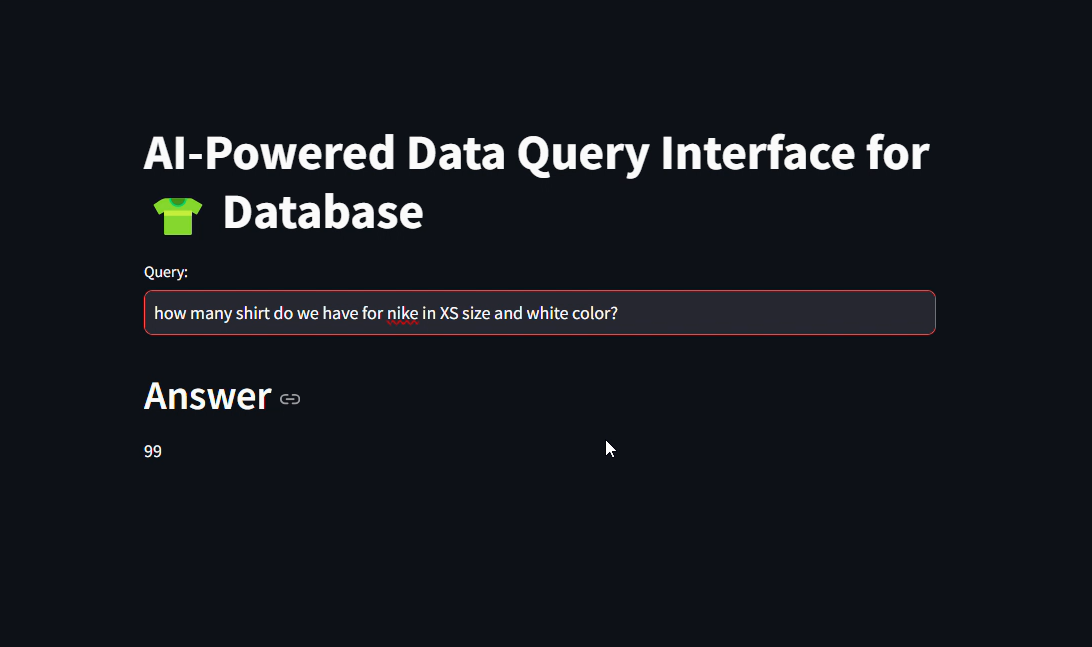 AI-Powered Data Query Interface for
Database
Query:
how many shirt do we have for nike in XS size and white color?
Answer
99